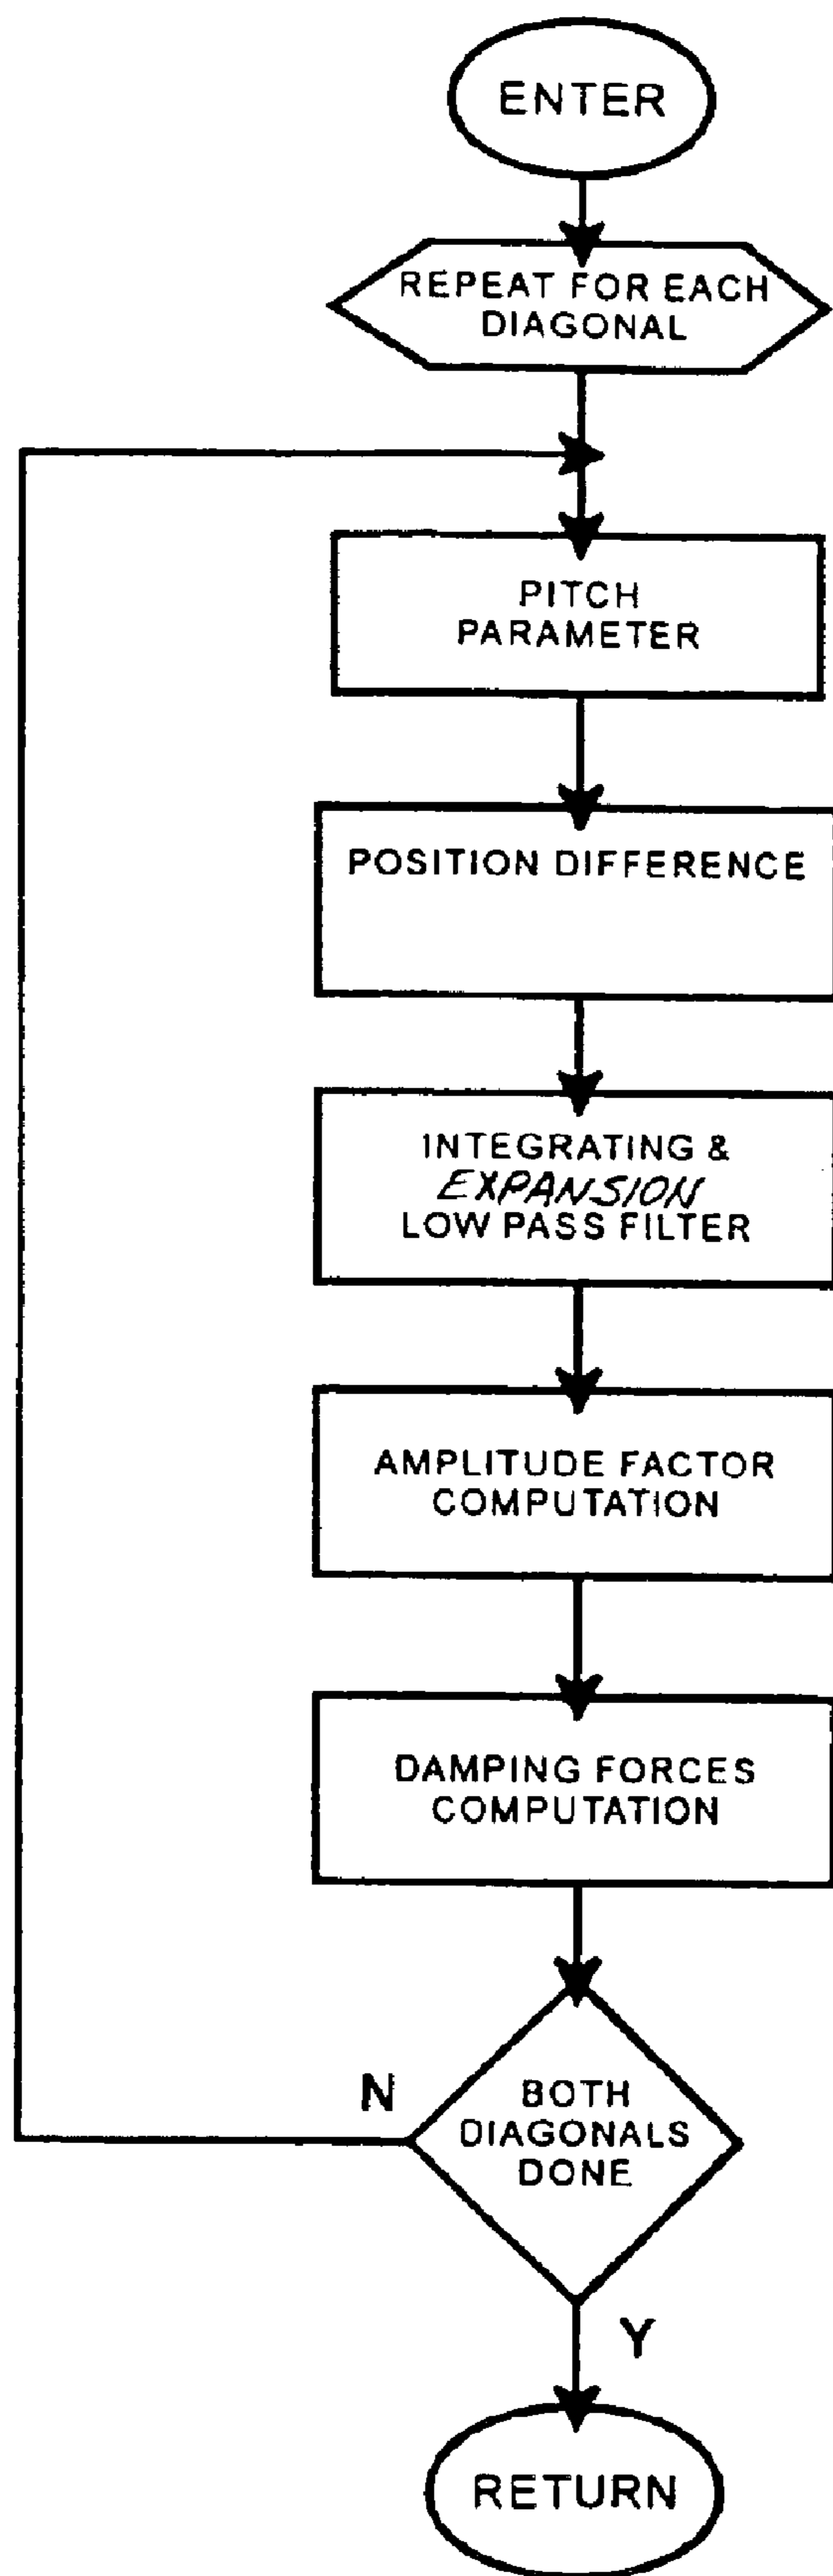 ENTER
REPEAT FOR EACH
DIAGONAL
PITCH
PARAMETER
POSITION DIFFERENCE
INTEGRATING &
EXPANSION
LOW PASS FILTER
AMPLITUDE FACTOR
COMPUTATION
DAMPING FORCES
COMPUTATION
N
BOTH
DIAGONALS
DONE
Y
RETURN